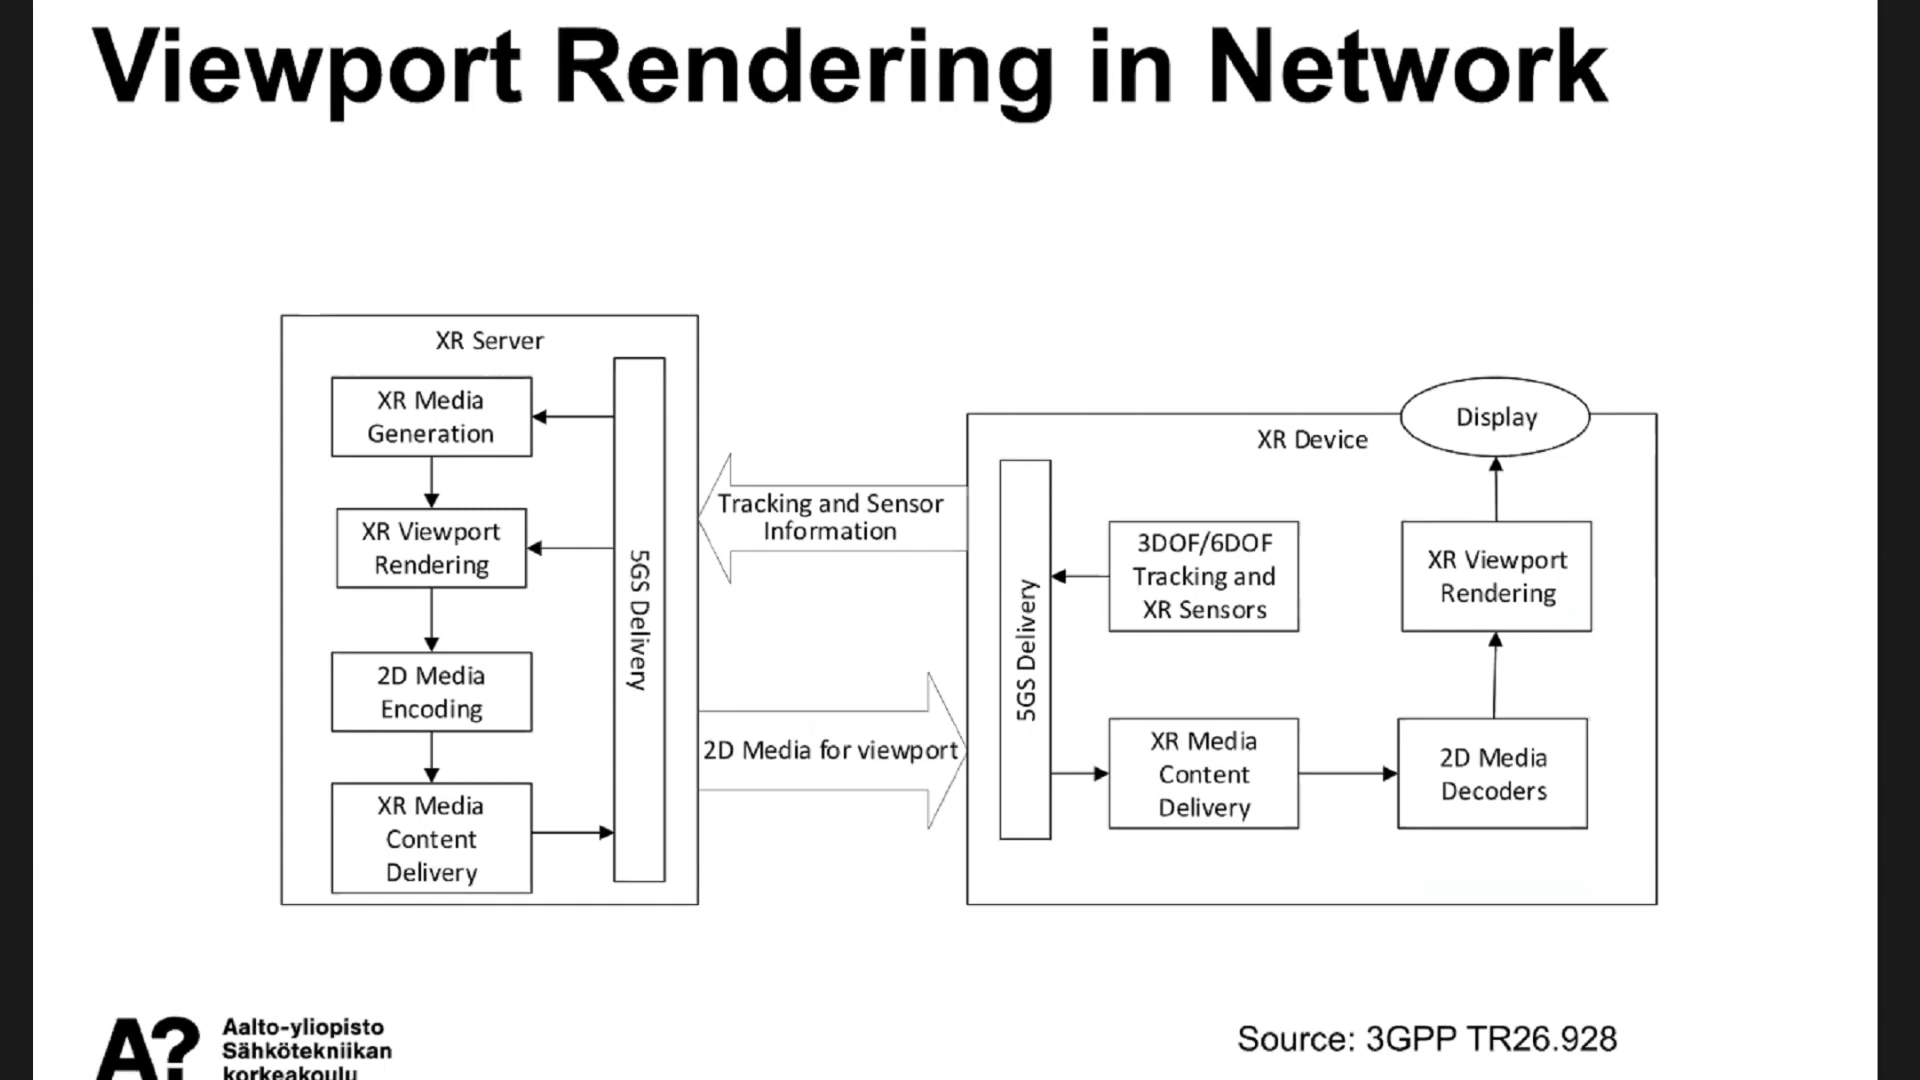 Viewport Rendering in Network
XR Server
XR Media
Generation
XR Viewport
Rendering
2D Media
Encoding
XR Media
Content
Delivery
5GS Delivery
Tracking and Sensor
Information
2D Media for viewport
XR Device
Display
5GS Delivery
3DOF/6DOF
Tracking and
XR Sensors
XR Viewport
Rendering
XR Media
Content
Delivery
2D Media
Decoders
A?
Aalto-yliopisto
Sähkötekniikan
korkeakoulu
Source: 3GPP TR26.928